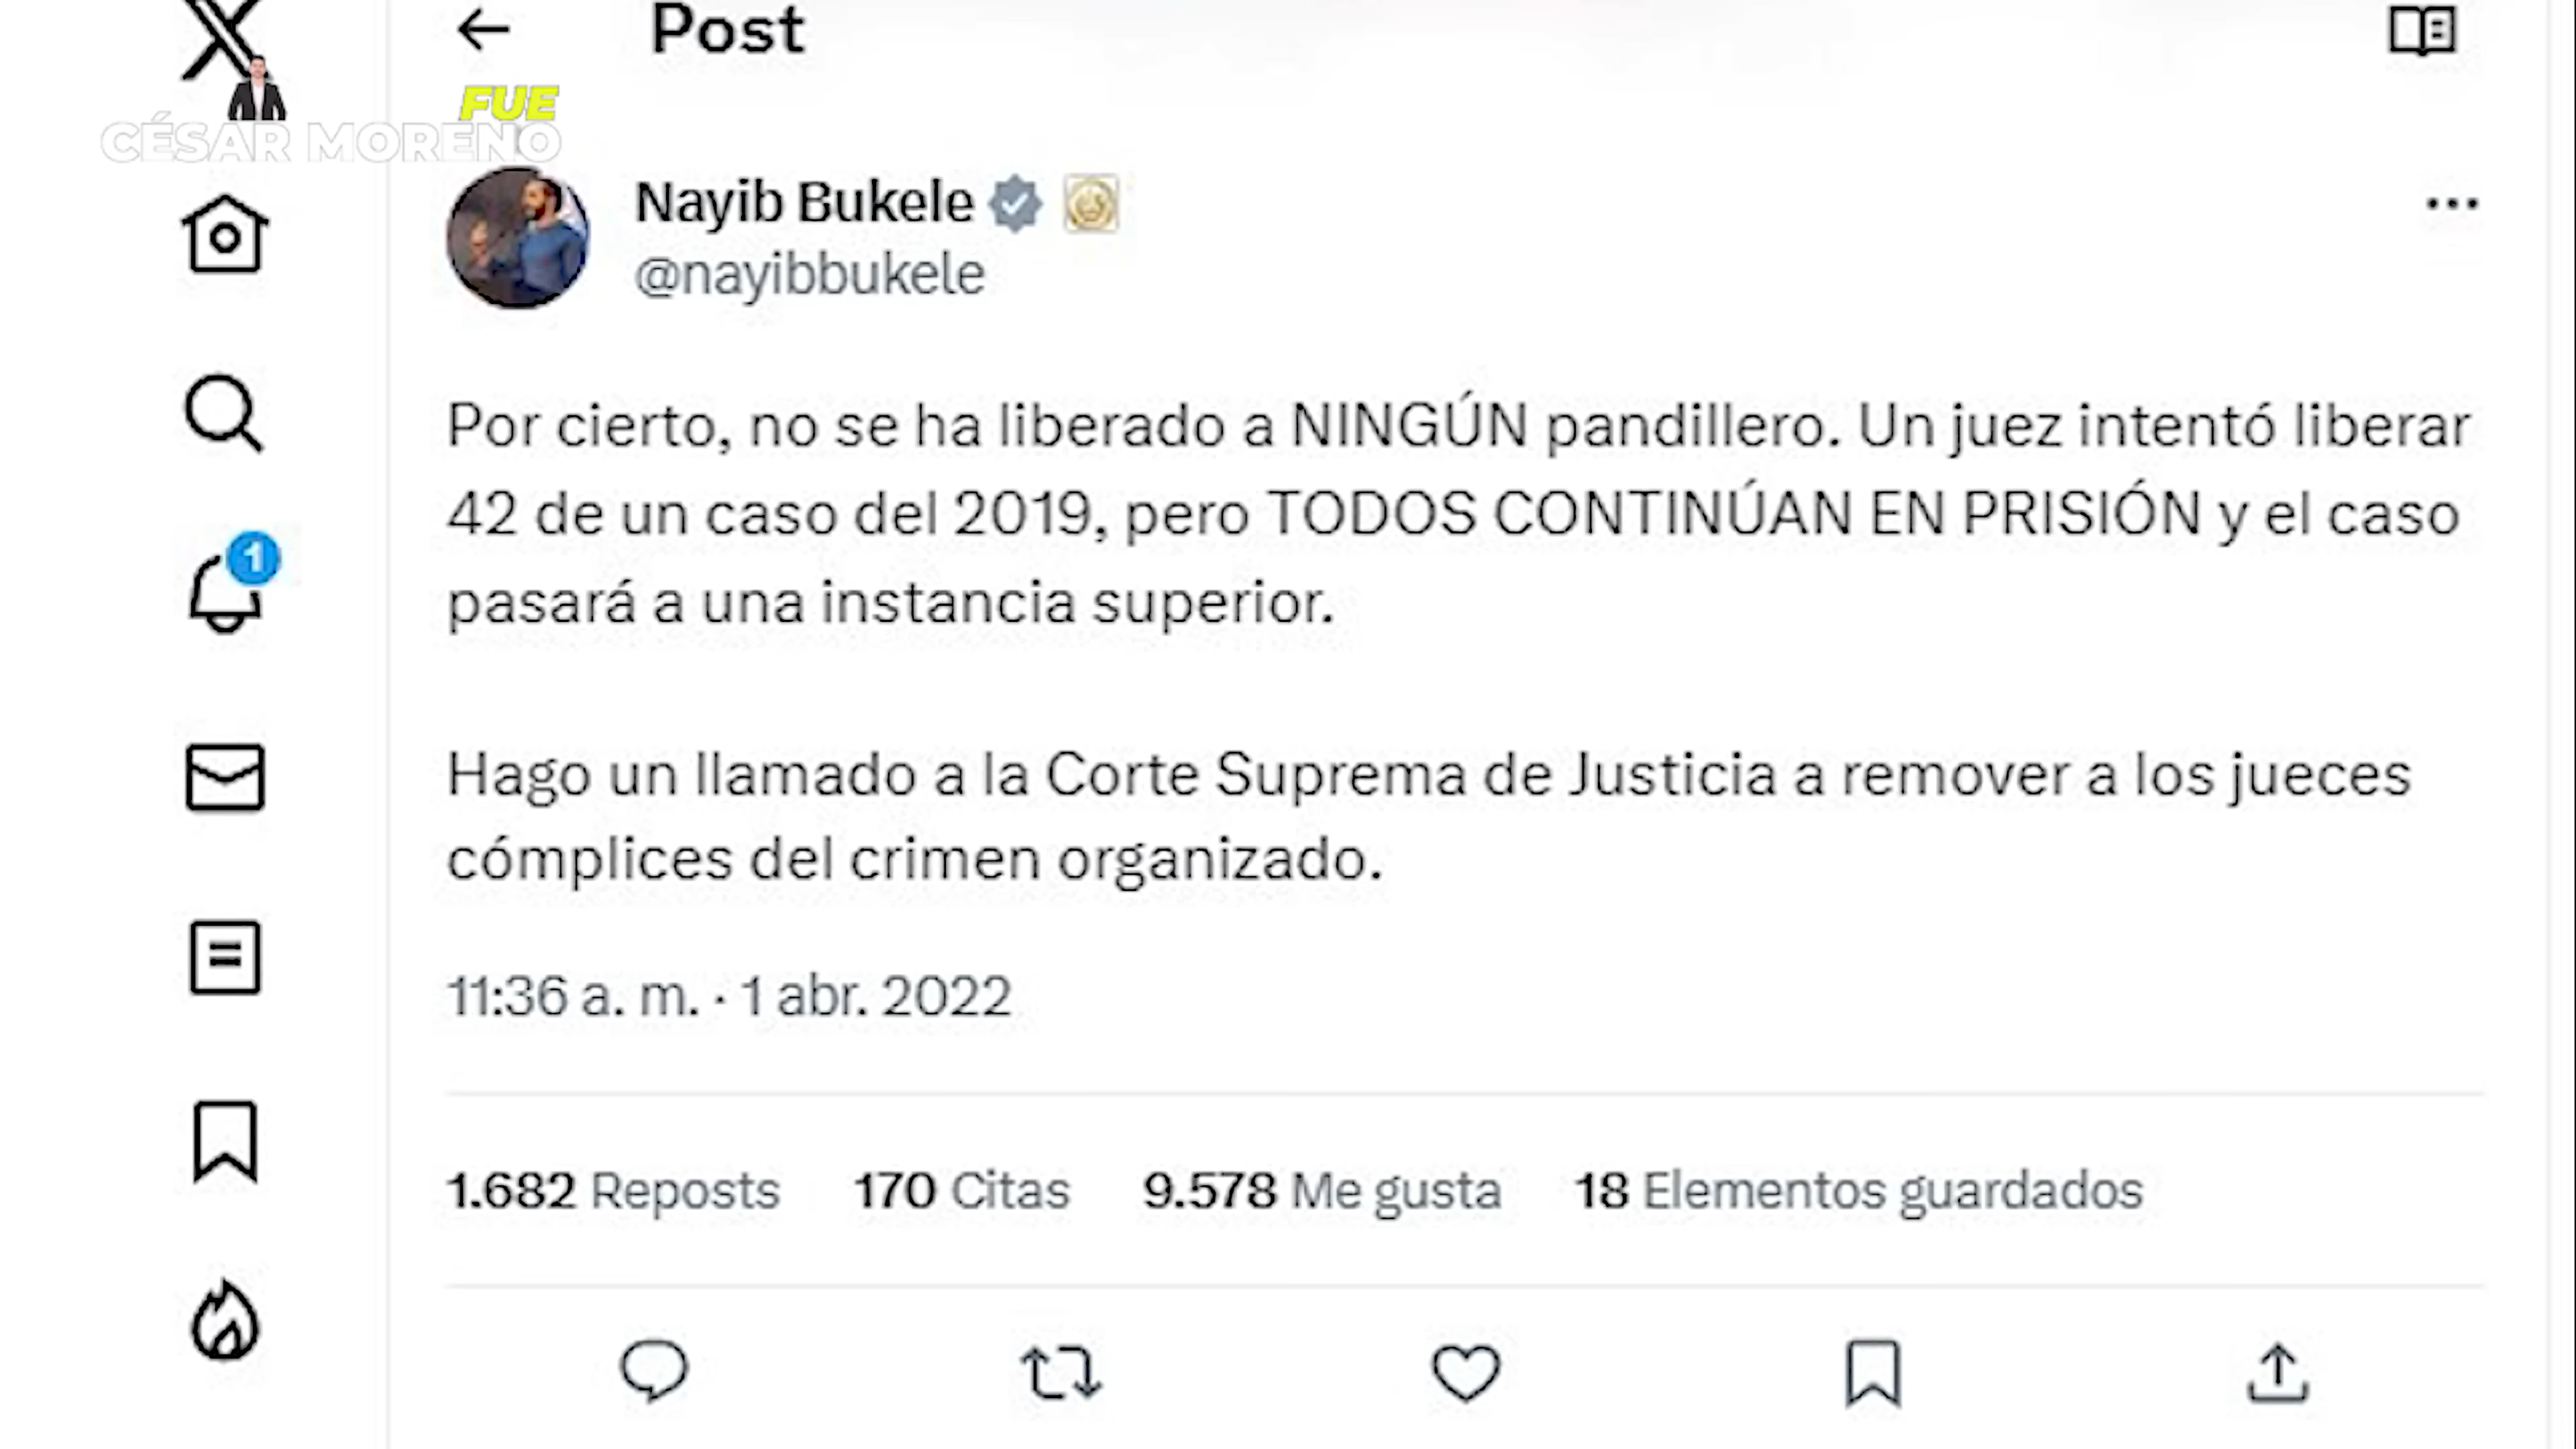 Post
FUE
CÉSAR MORENO
Nayib Bukele
@nayibbukele
Por cierto, no se ha liberado a NINGÚN pandillero. Un juez intentó liberar
42 de un caso del 2019, pero TODOS CONTINÚAN EN PRISIÓN y el caso
pasará a una instancia superior.
Hago un llamado a la Corte Suprema de Justicia a remover a los jueces
cómplices del crimen organizado.
1
11:36 a. m. · 1 abr. 2022
1.682 Reposts 170 Citas 9.578 Me gusta 18 Elementos guardados